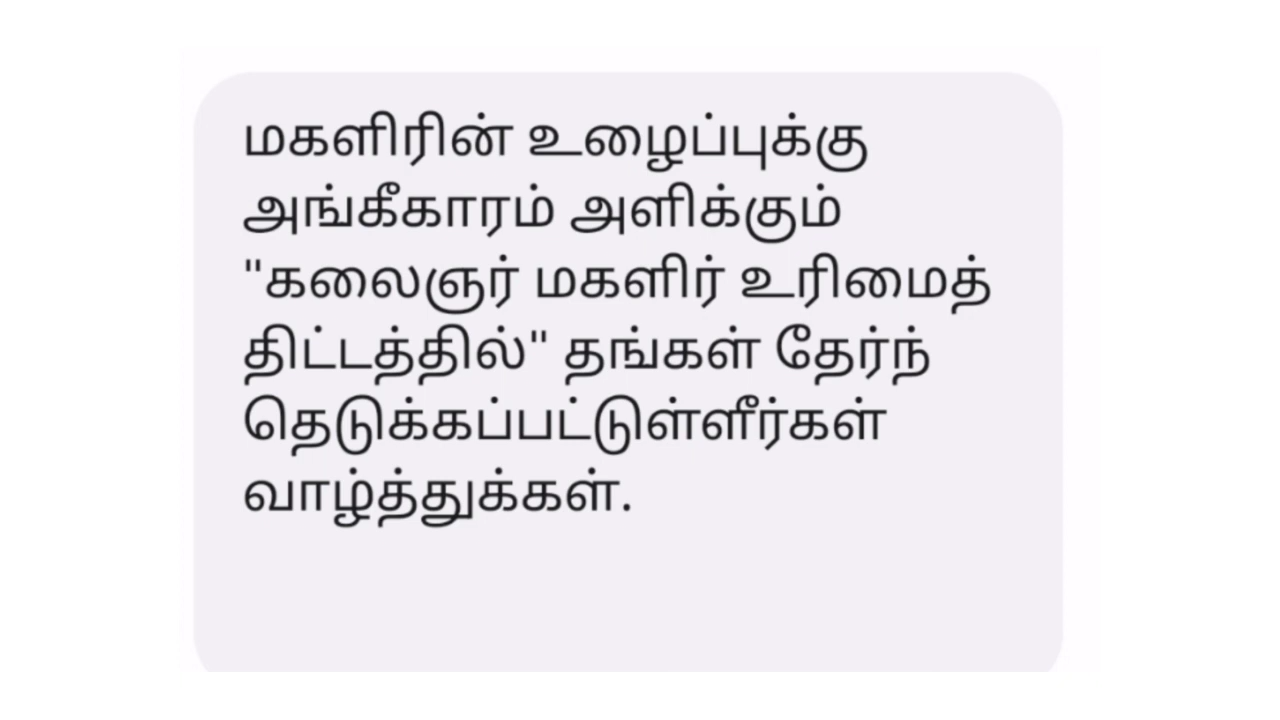 மகளிரின் உழைப்புக்கு
அங்கீகாரம் அளிக்கும்
"கலைஞர் மகளிர் உரிமைத்
திட்டத்தில்" தங்கள் தேர்ந்
தெடுக்கப்பட்டுள்ளீர்கள்
வாழ்த்துக்கள்.